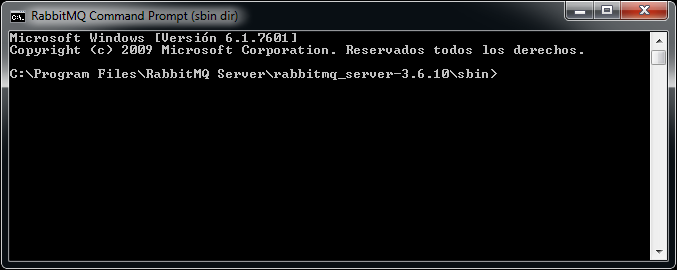 RabbitMQ Command Prompt (sbin dir)
Microsoft Windows [Versión 6.1.7601]
Copyright (c) 2009 Microsoft Corporation. Reservados todos los derechos.
C:\Program Files\RabbitMQ Server\rabbitmq_server-3.6.10\sbin>